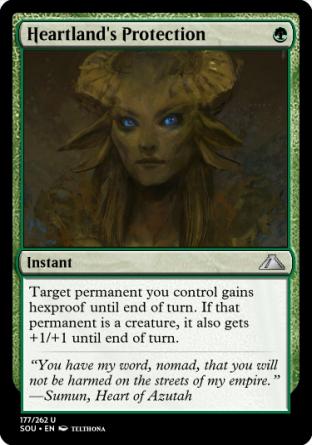 Heartland's Protection
Instant
Target permanent you control gains
hexproof until end of turn. If that
permanent is a creature, it also gets
+1/+1 until end of turn.
“You have my word, nomad, that you will
not be harmed on the streets of my empire.”
—Sumun, Heart of Azutah
177/262 U
SOU • EN TELTHONA